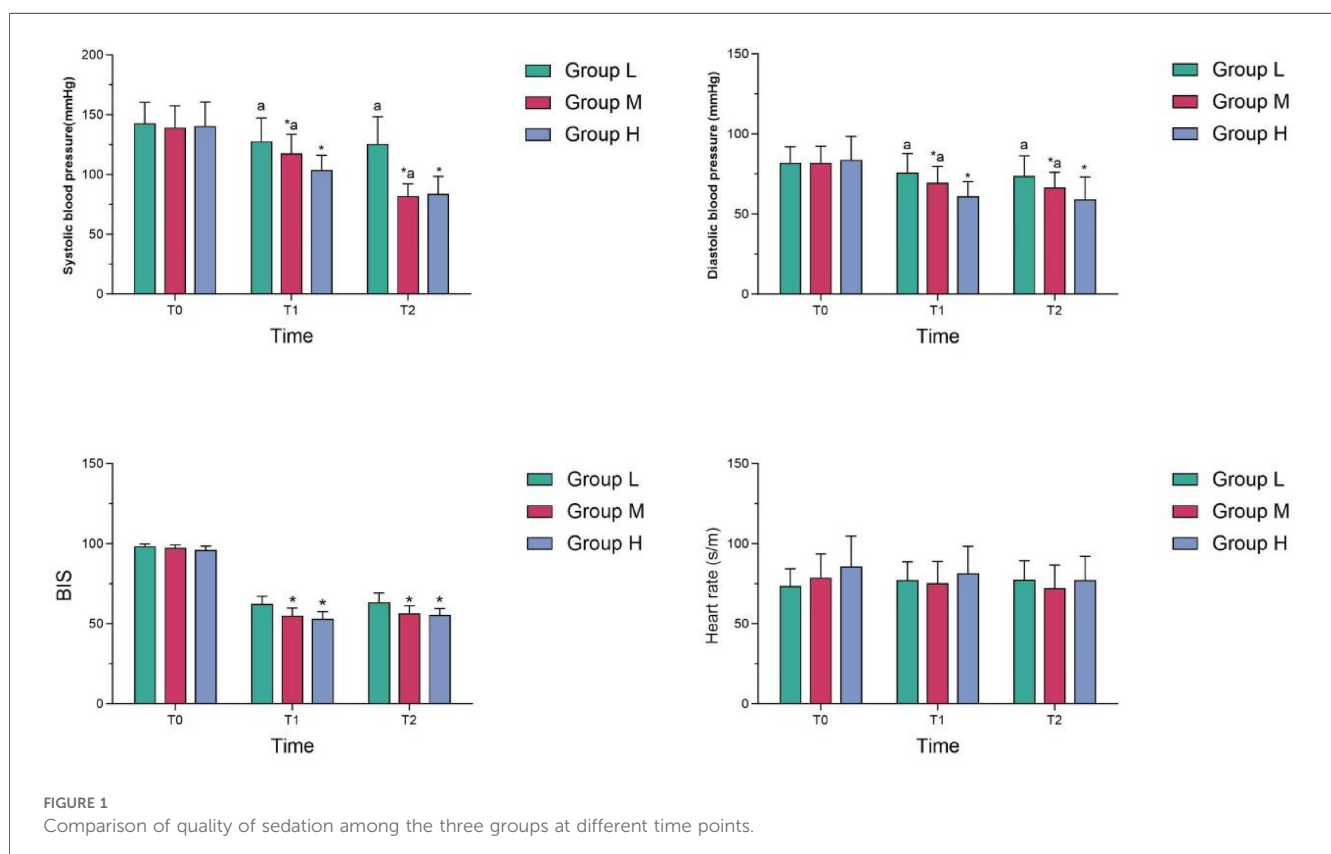 200
150
100
50
0
Systolic blood pressure(mmHg)
a
*a
*
a
*a
*
T0
T1
T2
Time
Group L
Group M
Group H
150
100
50
0
Diastolic blood pressure (mmHg)
a
*a
*
a
*a
*
T0
T1
T2
Time
Group L
Group M
Group H
150
100
50
0
BIS
*
*
*
*
T0
T1
T2
Time
Group L
Group M
Group H
150
100
50
0
Heart rate (s/m)
T0
T1
T2
Time
Group L
Group M
Group H
FIGURE 1
Comparison of quality of sedation among the three groups at different time points.